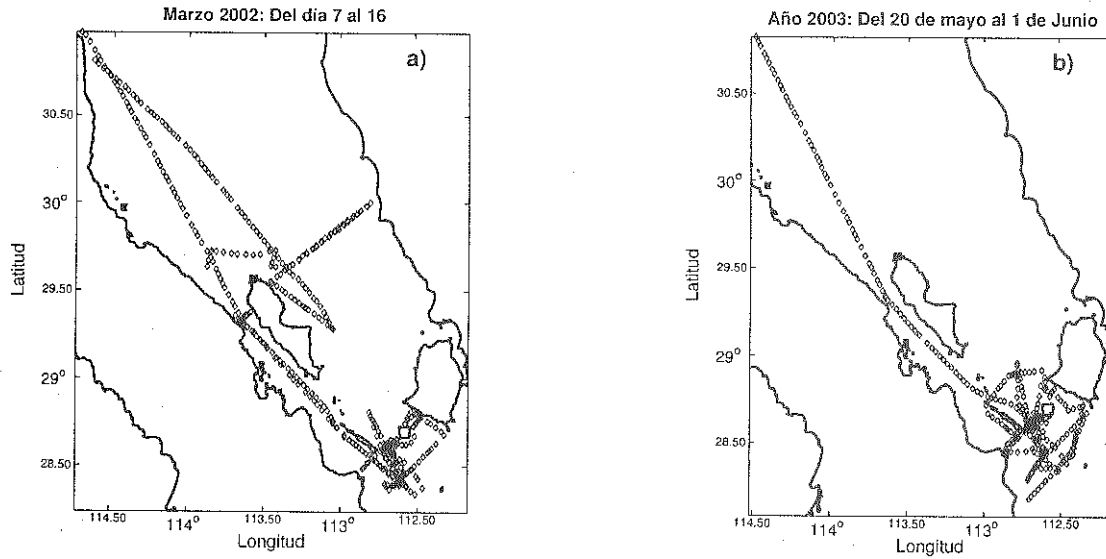 Marzo 2002: Del día 7 al 16
a)
30.50
30°
29.50
29°
28.50
Latitud
114.50 114° 113.50 113° 112.50
Longitud
Año 2003: Del 20 de mayo al 1 de Junio
b)
30.50
30°
29.50
29°
28.50
Latitud
114.50 114° 113.50 113° 112.50
Longitud